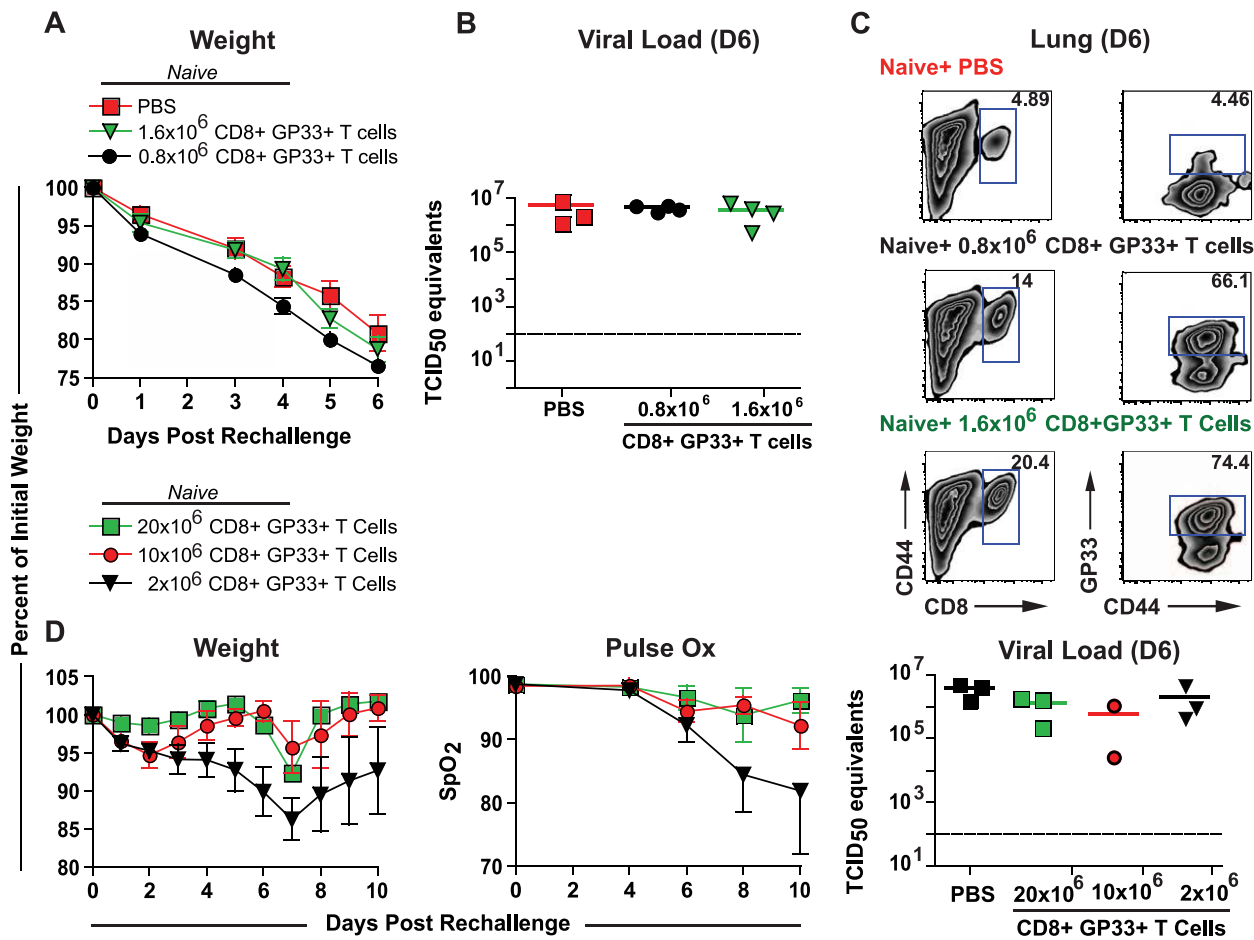 A
Weight
Naive
PBS
1.6x10^6 CD8+ GP33+ T cells
0.8x10^6 CD8+ GP33+ T cells
100
95
90
85
80
75
0 1 2 3 4 5 6
Days Post Rechallenge
Percent of Initial Weight
B
Viral Load (D6)
TCID50 equivalents
10^7
10^5
10^3
10^1
PBS
0.8x10^6
1.6x10^6
CD8+ GP33+ T cells
C
Lung (D6)
Naive+ PBS
4.89
4.46
Naive+ 0.8x10^6 CD8+ GP33+ T cells
14
66.1
Naive+ 1.6x10^6 CD8+GP33+ T Cells
20.4
74.4
CD44
CD8
GP33
CD44
Naive
20x10^6 CD8+ GP33+ T Cells
10x10^6 CD8+ GP33+ T Cells
2x10^6 CD8+ GP33+ T Cells
D
Weight
105
100
95
90
85
80
0 2 4 6 8 10
Pulse Ox
SpO2
100
90
80
70
0 2 4 6 8 10
Days Post Rechallenge
Viral Load (D6)
TCID50 equivalents
10^7
10^5
10^3
10^1
PBS
20x10^6
10x10^6
2x10^6
CD8+ GP33+ T Cells